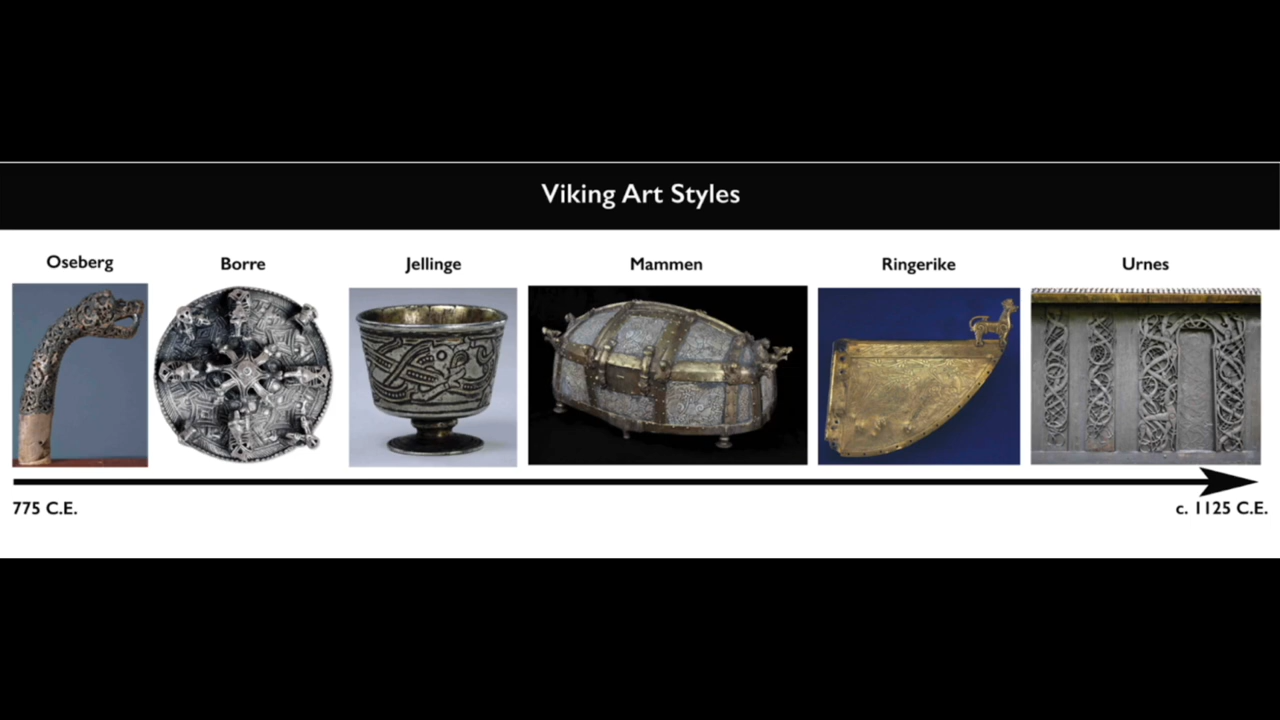 Viking Art Styles
Oseberg
Borre
Jellinge
Mammen
Ringerike
Urnes
775 C.E.
c. 1125 C.E.